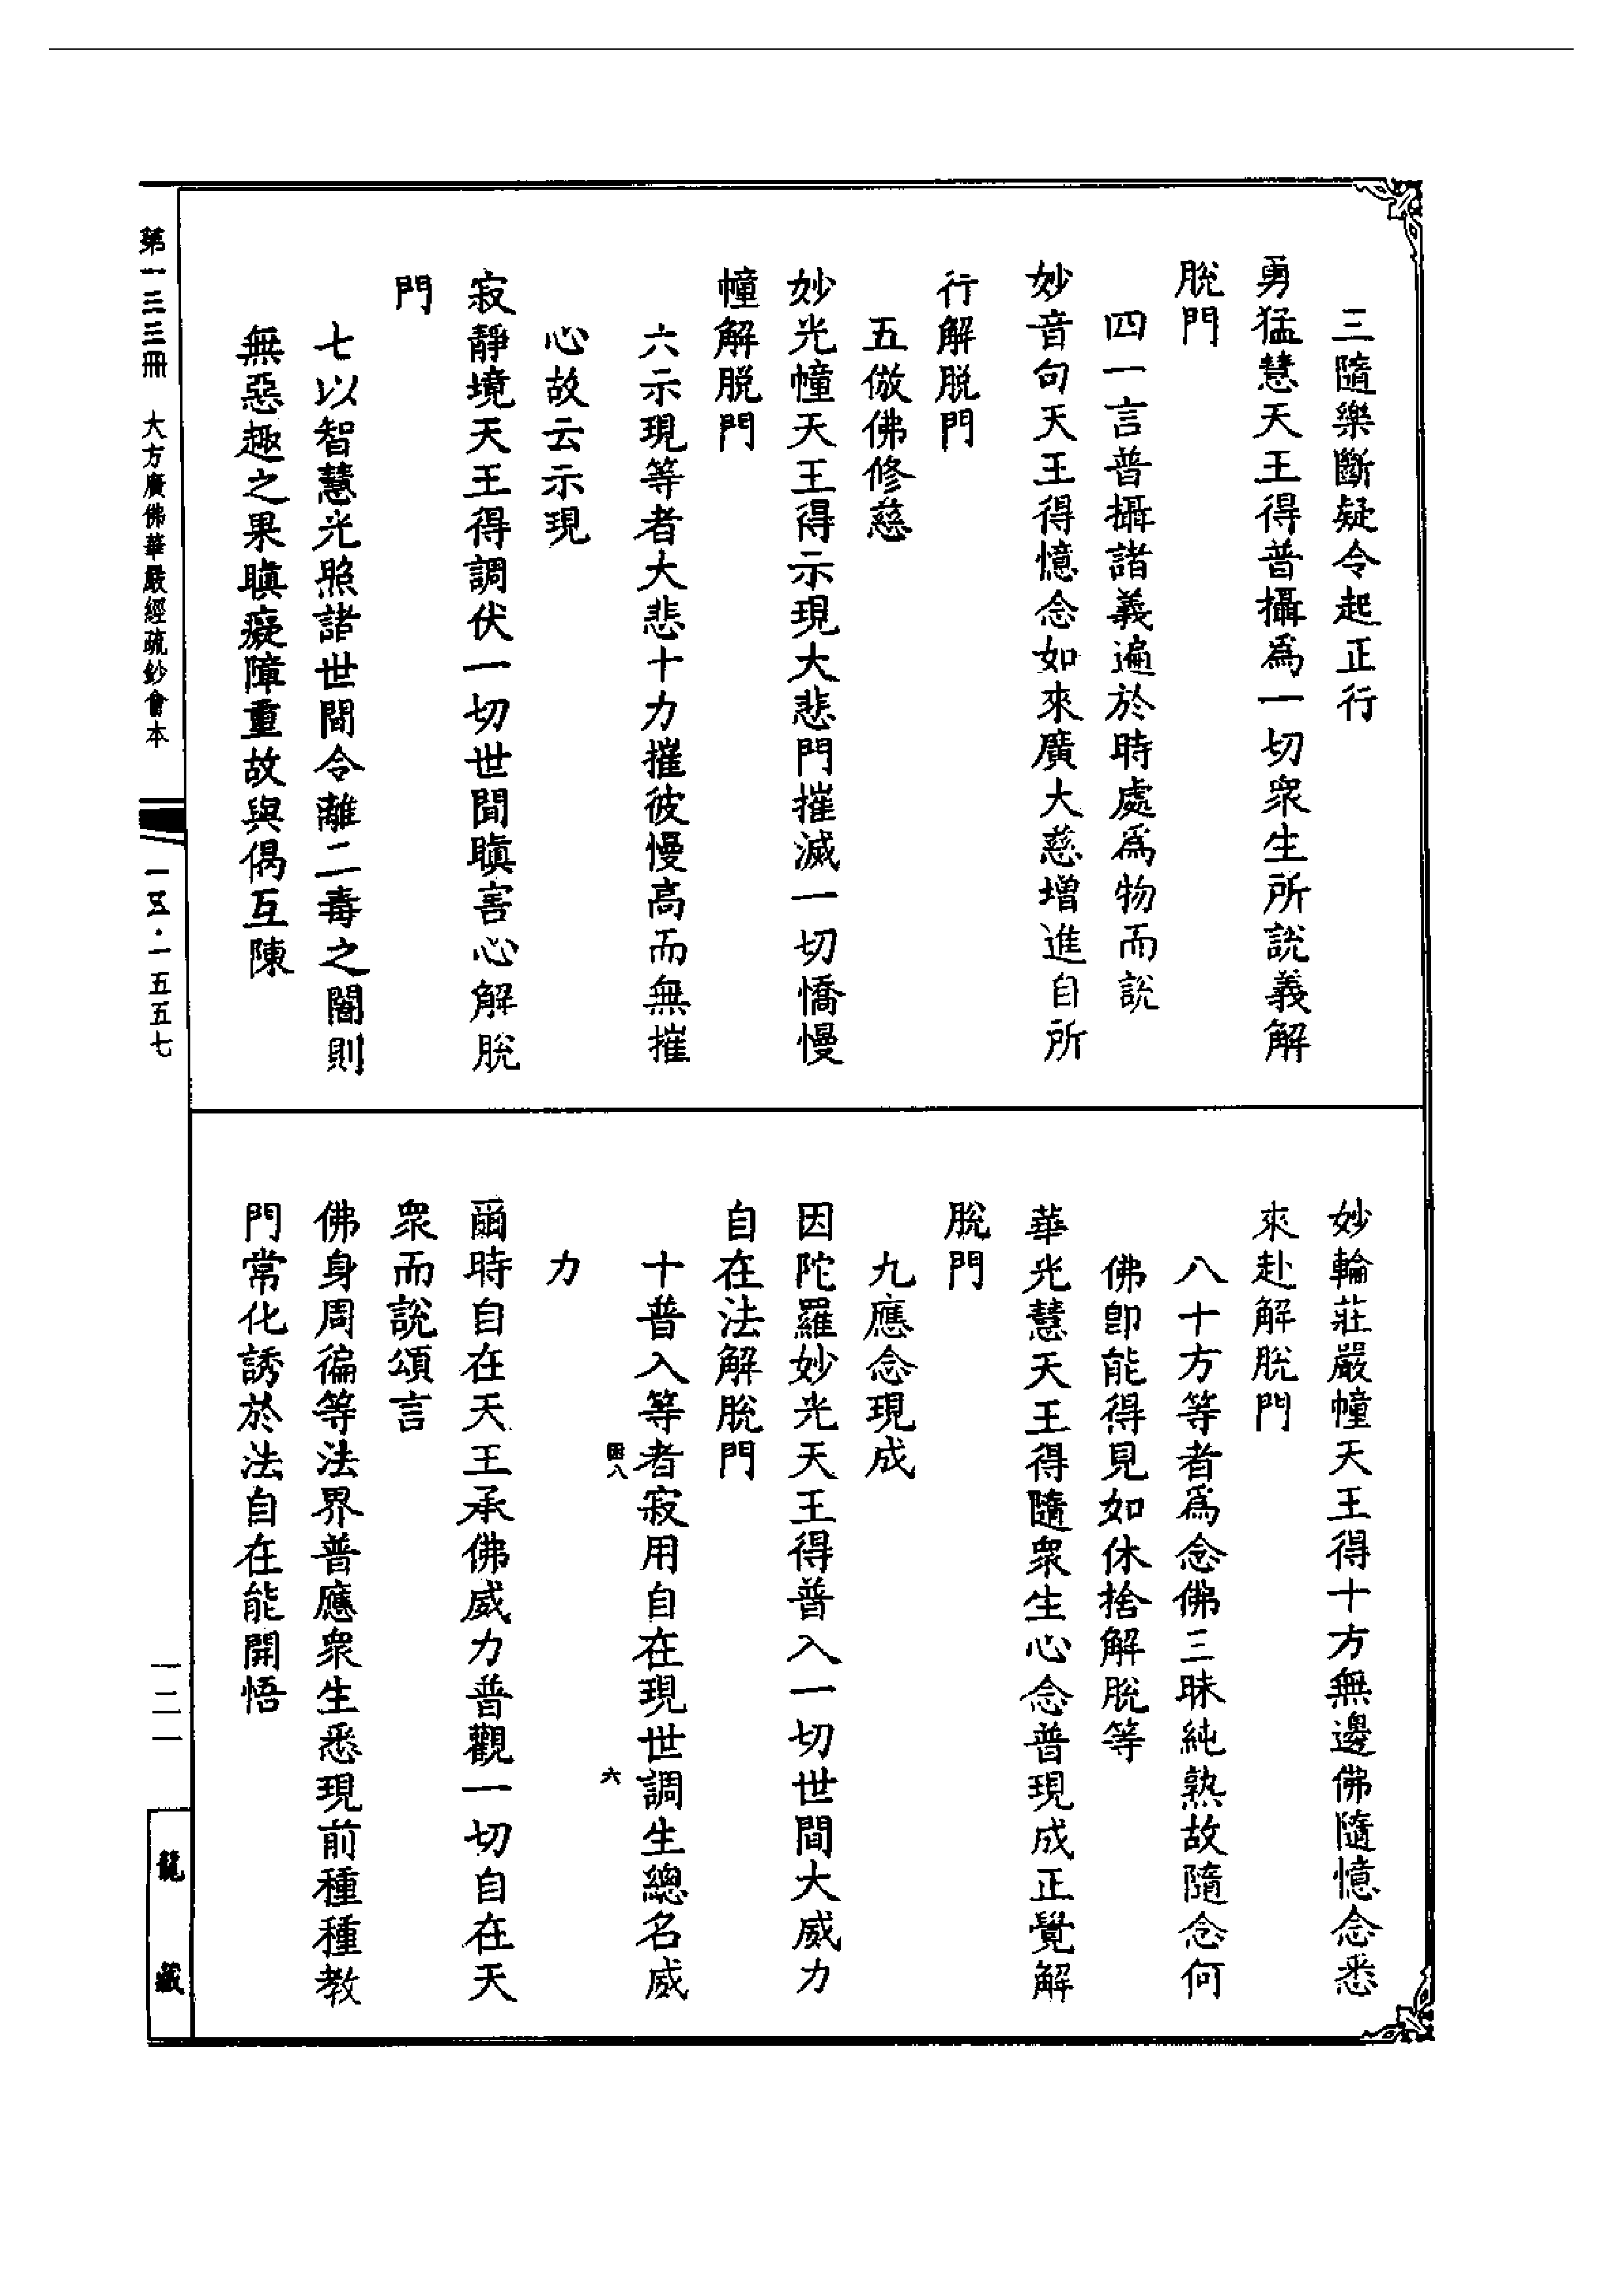 三隨樂斷疑令起正行
勇猛慧天王得普攝爲一切衆生所說義解
脫門
四一言普攝諸義遍於時處爲物而說
妙音句天王得憶念如來廣大慈增進自所
行解脫門
五倣佛修慈
妙光幢天王得示現大悲門摧滅一切憍慢
幢解脫門
六示現等者大悲十力摧彼慢高而無摧
心故云示現
寂靜境天王得調伏一切世間瞋害心解脫
門
七以智慧光照諸世間令離二毒之闇則
無惡趣之果瞋癡障重故與偈互陳
妙輪莊嚴幢天王得十方無邊佛隨憶念悉
來赴解脫門
八十方等者爲念佛三昧純熟故隨念何
佛卽能得見如休捨解脫等
華光慧天王得隨衆生心念普現成正覺解
脫門
九應念現成
因陀羅妙光天王得普入一切世間大威力
自在法解脫門
十普入等者寂用自在現世調生總名威
力
爾時自在天王承佛威力普觀一切自在天
衆而說頌言
佛身周徧等法界普應衆生悉現前種種教
門常化誘於法自在能開悟
第一三三冊 大方廣佛華嚴經疏鈔會本
·一五五七
一二一
龍藏
八
六